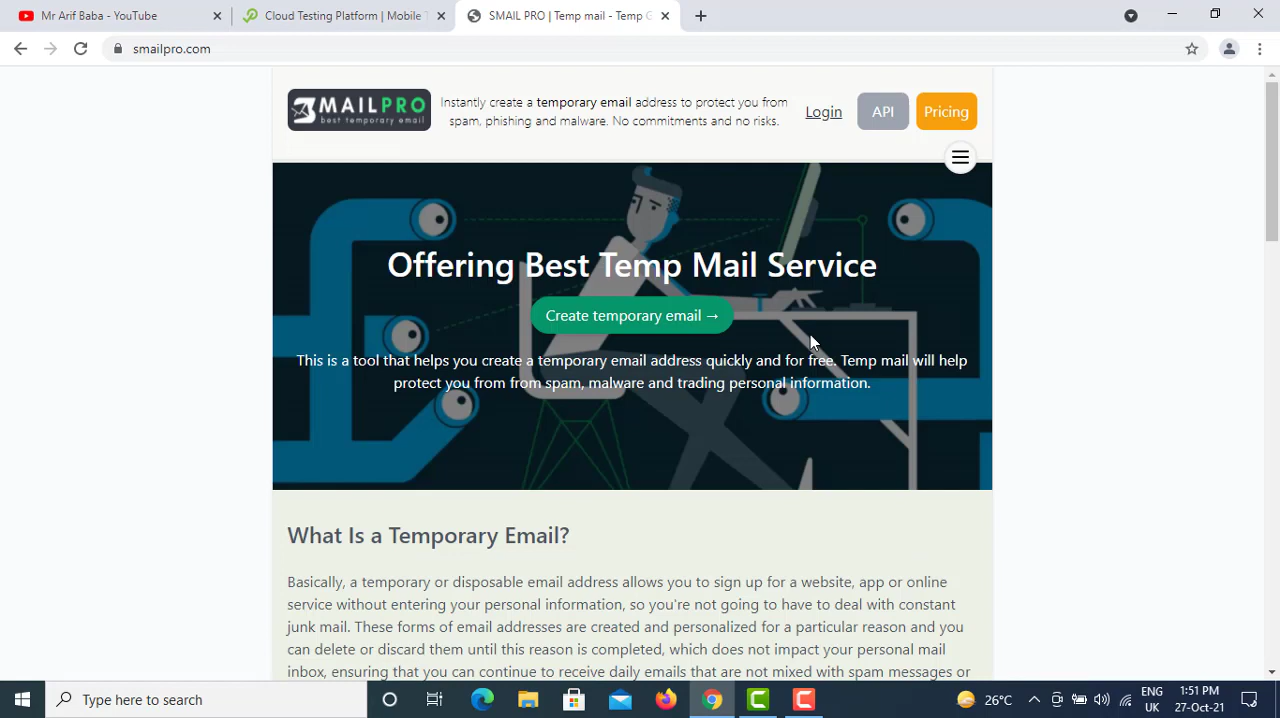 Mr Arif Baba - YouTube
Cloud Testing Platform | Mobile T
SMAIL PRO | Temp mail - Temp G
smailpro.com
SMAILPRO
best temporary email
Instantly create a temporary email address to protect you from
spam, phishing and malware. No commitments and no risks.
Login
API
Pricing
Offering Best Temp Mail Service
Create temporary email →
This is a tool that helps you create a temporary email address quickly and for free. Temp mail will help
protect you from from spam, malware and trading personal information.
What Is a Temporary Email?
Basically, a temporary or disposable email address allows you to sign up for a website, app or online
service without entering your personal information, so you're not going to have to deal with constant
junk mail. These forms of email addresses are created and personalized for a particular reason and you
can delete or discard them until this reason is completed, which does not impact your personal mail
inbox, ensuring that you can continue to receive daily emails that are not mixed with spam messages or
Type here to search
26°C
ENG
UK
1:51 PM
27-Oct-21